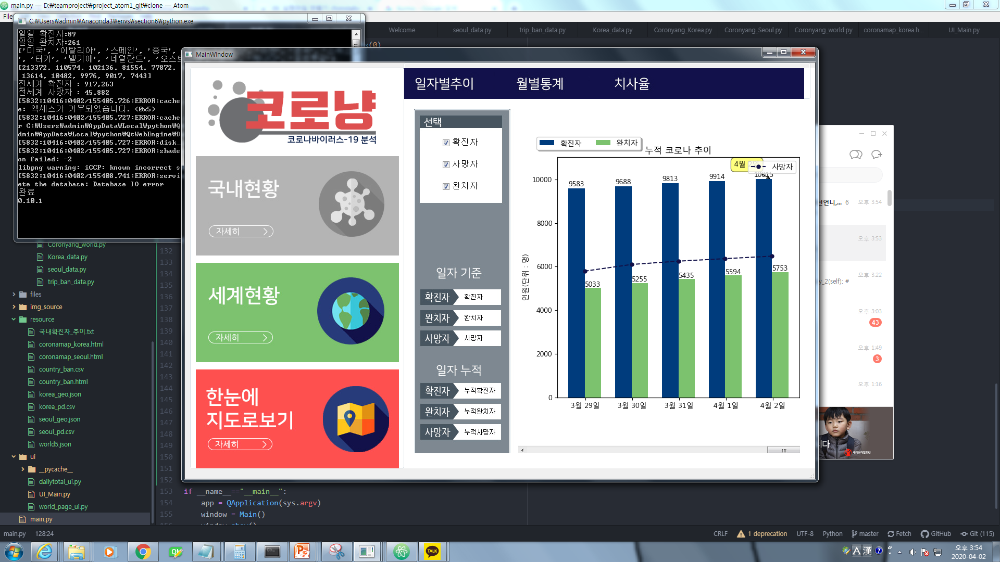 main.py — D:₩teamproject₩project_atom1_git₩clone — Atom
C:₩Users₩admin₩Anaconda3₩envs₩section6₩python.exe
일일 확진자:89
일일 완치자:261
['미국', '이탈리아', '스페인', '중국',
', '터키', '벨기에', '네덜란드', '오스트
[213372, 110574, 102136, 81554, 77872,
13614, 10482, 9976, 9017, 7443]
전세계 확진자 : 917,263
전세계 사망자 : 45,882
[5832:10416:0402/155405.726:ERROR:cache
e: 액세스가 거부되었습니다. (0x5)
[5832:10416:0402/155405.727:ERROR:cache
r C:₩Users₩admin₩AppData₩Local₩python₩Q
dmin₩AppData₩Local₩python₩QtWebEngine₩D
[5832:10416:0402/155405.727:ERROR:disk_
[5832:10416:0402/155405.727:ERROR:shade
on failed: -2
libpng warning: iCCP: known incorrect s
[5832:10416:0402/155408.741:ERROR:servi
ete the database: Database IO error
완료
0.10.1
Welcome
seoul_data.py
trip_ban_data.py
Korea_data.py
Coronyang_Korea.py
Coronyang_Seoul.py
Coronyang_world.py
coronamap_korea.h...
UI_Main.py
MainWindow
코로냥
코로나바이러스-19 분석
국내현황
자세히
세계현황
자세히
한눈에
지도로보기
자세히
일자별추이 월별통계 치사율
선택
확진자
사망자
완치자
일자 기준
확진자 확진자
완치자 완치자
사망자 사망자
일자 누적
확진자 누적확진자
완치자 누적완치자
사망자 누적사망자
확진자 완치자
누적 코로나 추이
사망자
인원(단위 : 명)
10000
8000
6000
4000
2000
0
9583 9688 9813 9914
5033 5255 5435 5594 5753
3월 29일 3월 30일 3월 31일 4월 1일 4월 2일
Coronyang_world.py
Korea_data.py
seoul_data.py
trip_ban_data.py
files
img_source
resource
국내확진자_추이.txt
coronamap_korea.html
coronamap_seoul.html
country_ban.csv
country_ban.html
korea_geo.json
korea_pd.csv
seoul_geo.json
seoul_pd.csv
world5.json
ui
__pycache__
dailytotal_ui.py
UI_Main.py
world_page_ui.py
main.py
132
133
134
135
136
137
138
139
140
141
142
143
144
145
146
147
148
149
150
151
152
153 if __name__=="__main__":
154 app = QApplication(sys.argv)
155 window = Main()
6 오후 3:54
오후 3:53
오후 3:22
y_2(self): #
오후 3:03
43
오후 1:49
3
오후 1:16
세이브더칠드런
main.py 128:24
CRLF 1 deprecation UTF-8 Python master Fetch GitHub Git (115)
TALK
A 漢
오후 3:54
2020-04-02